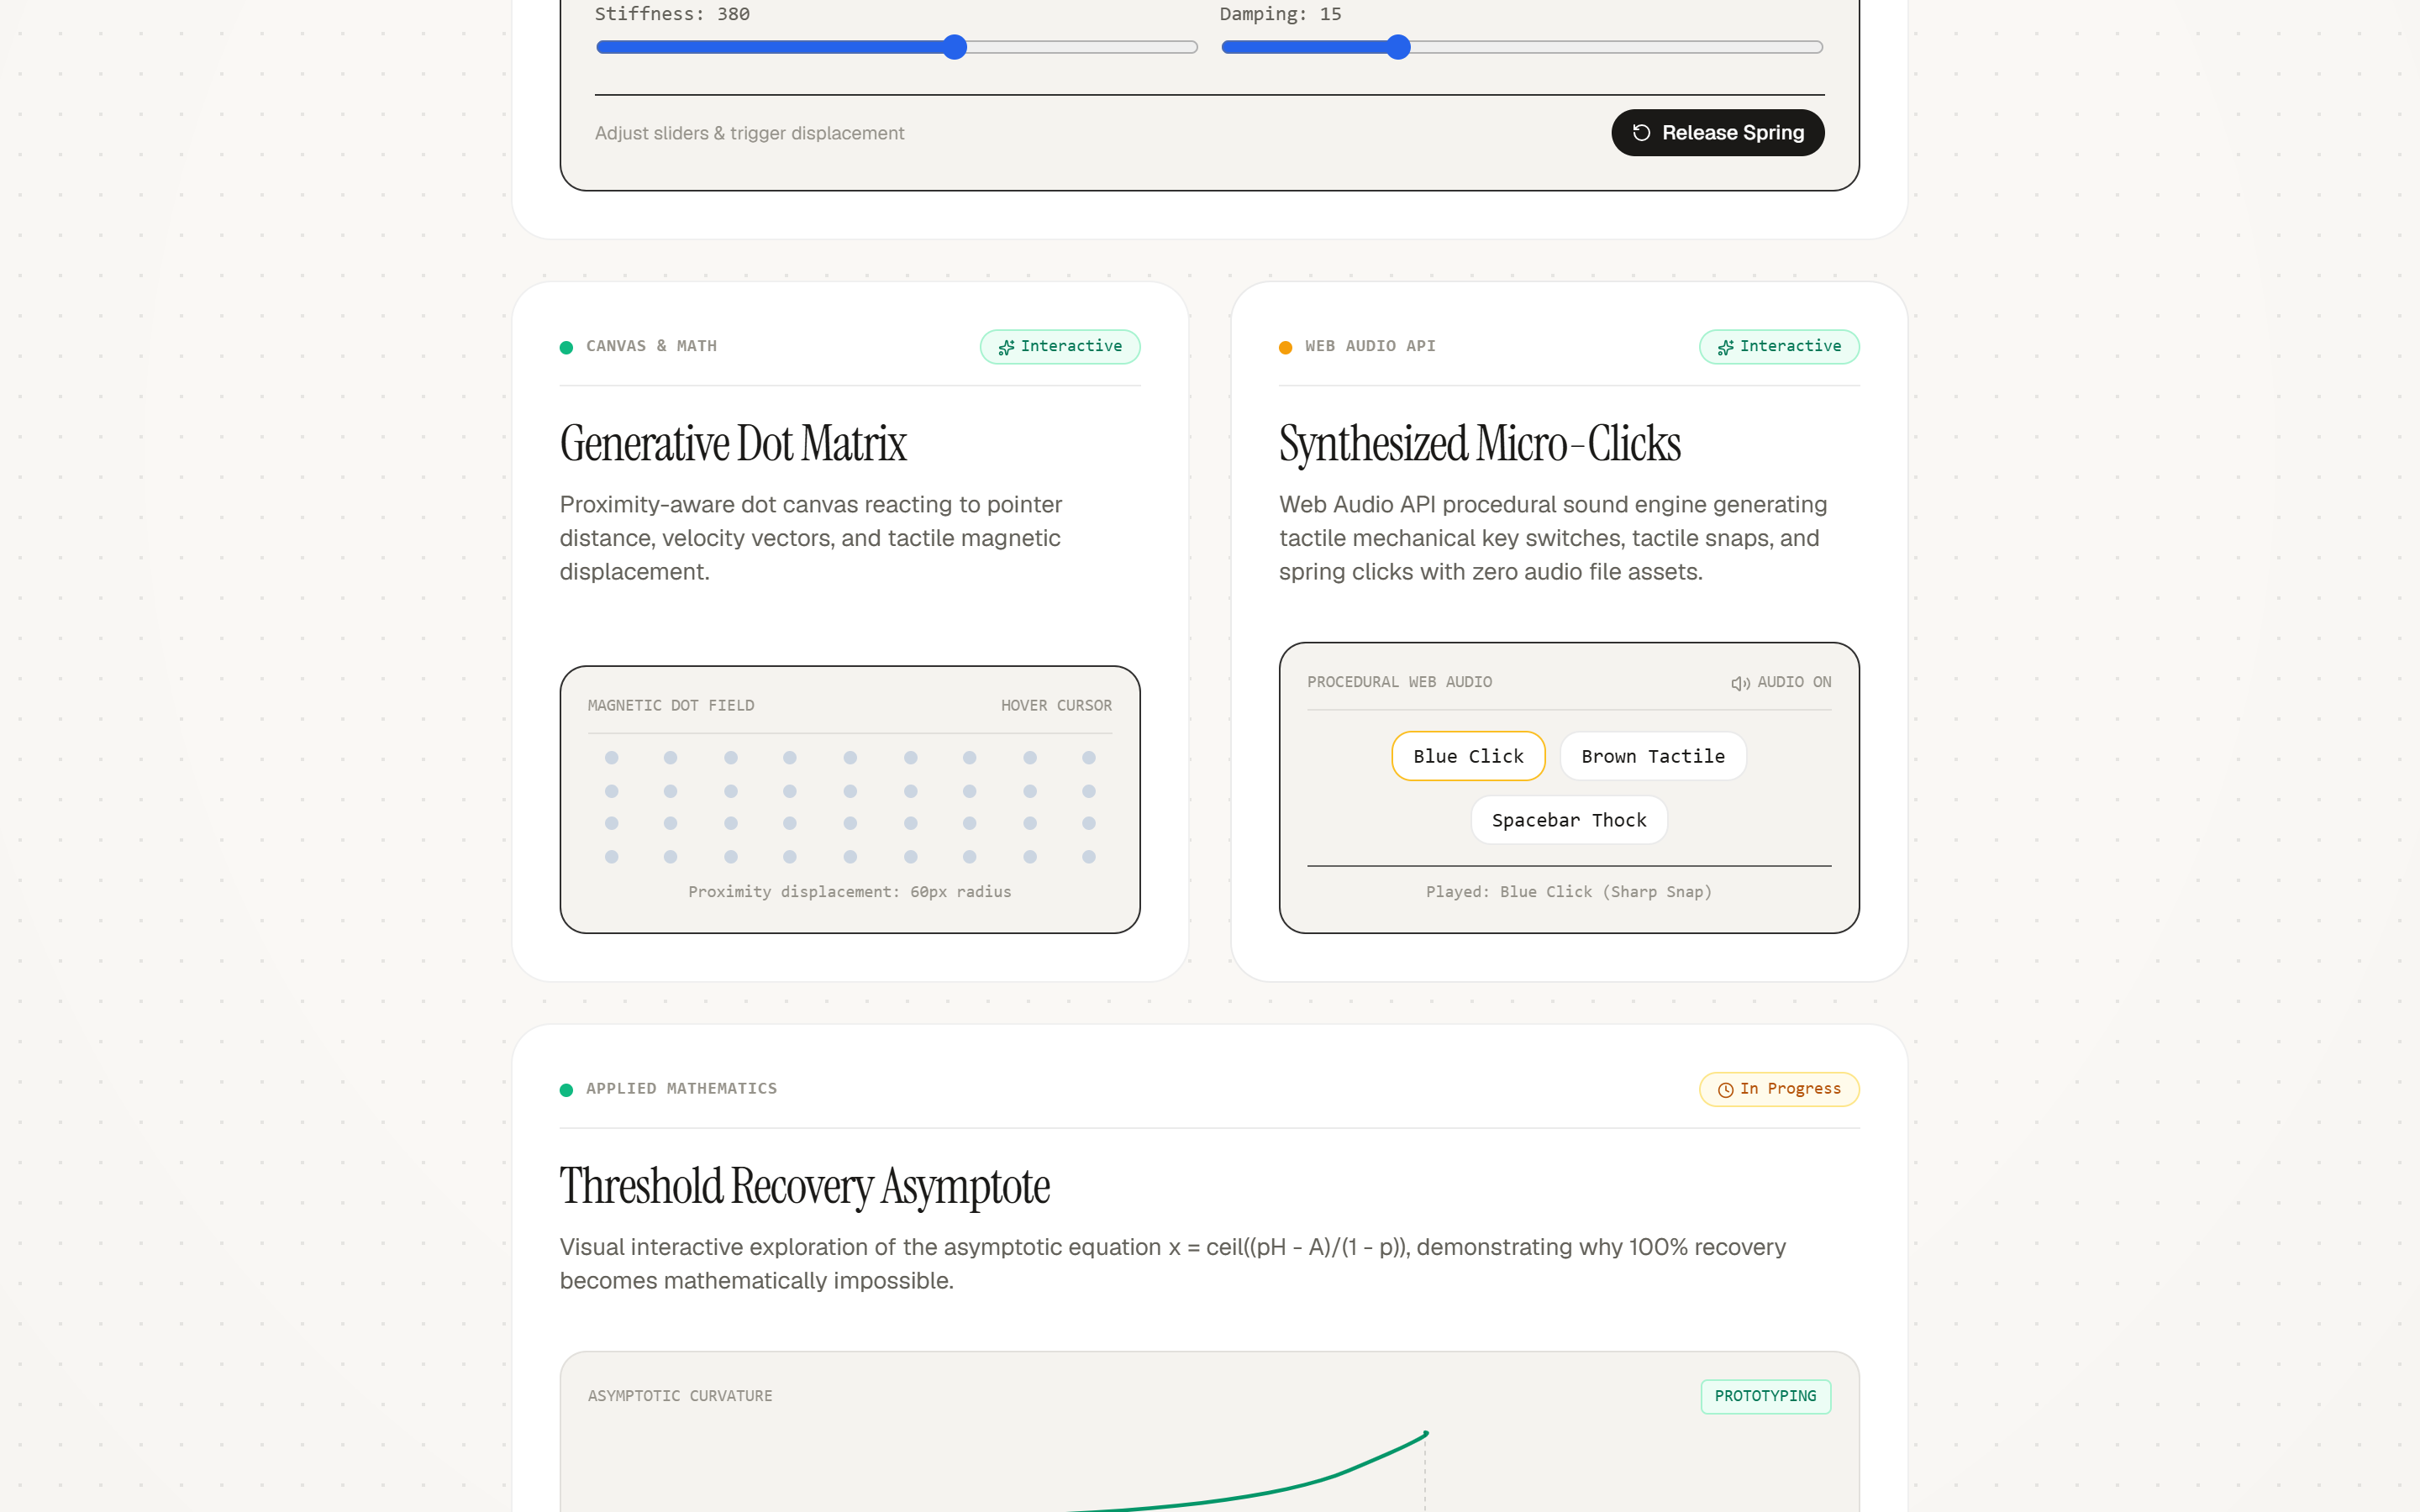 Stiffness: 380
Damping: 15
Adjust sliders & trigger displacement
Release Spring
CANVAS & MATH
Interactive
Generative Dot Matrix
Proximity-aware dot canvas reacting to pointer
distance, velocity vectors, and tactile magnetic
displacement.
MAGNETIC DOT FIELD
HOVER CURSOR
Proximity displacement: 60px radius
WEB AUDIO API
Interactive
Synthesized Micro-Clicks
Web Audio API procedural sound engine generating
tactile mechanical key switches, tactile snaps, and
spring clicks with zero audio file assets.
PROCEDURAL WEB AUDIO
AUDIO ON
Blue Click
Brown Tactile
Spacebar Thock
Played: Blue Click (Sharp Snap)
APPLIED MATHEMATICS
In Progress
Threshold Recovery Asymptote
Visual interactive exploration of the asymptotic equation x = ceil((pH - A)/(1 - p)), demonstrating why 100% recovery
becomes mathematically impossible.
ASYMPTOTIC CURVATURE
PROTOTYPING